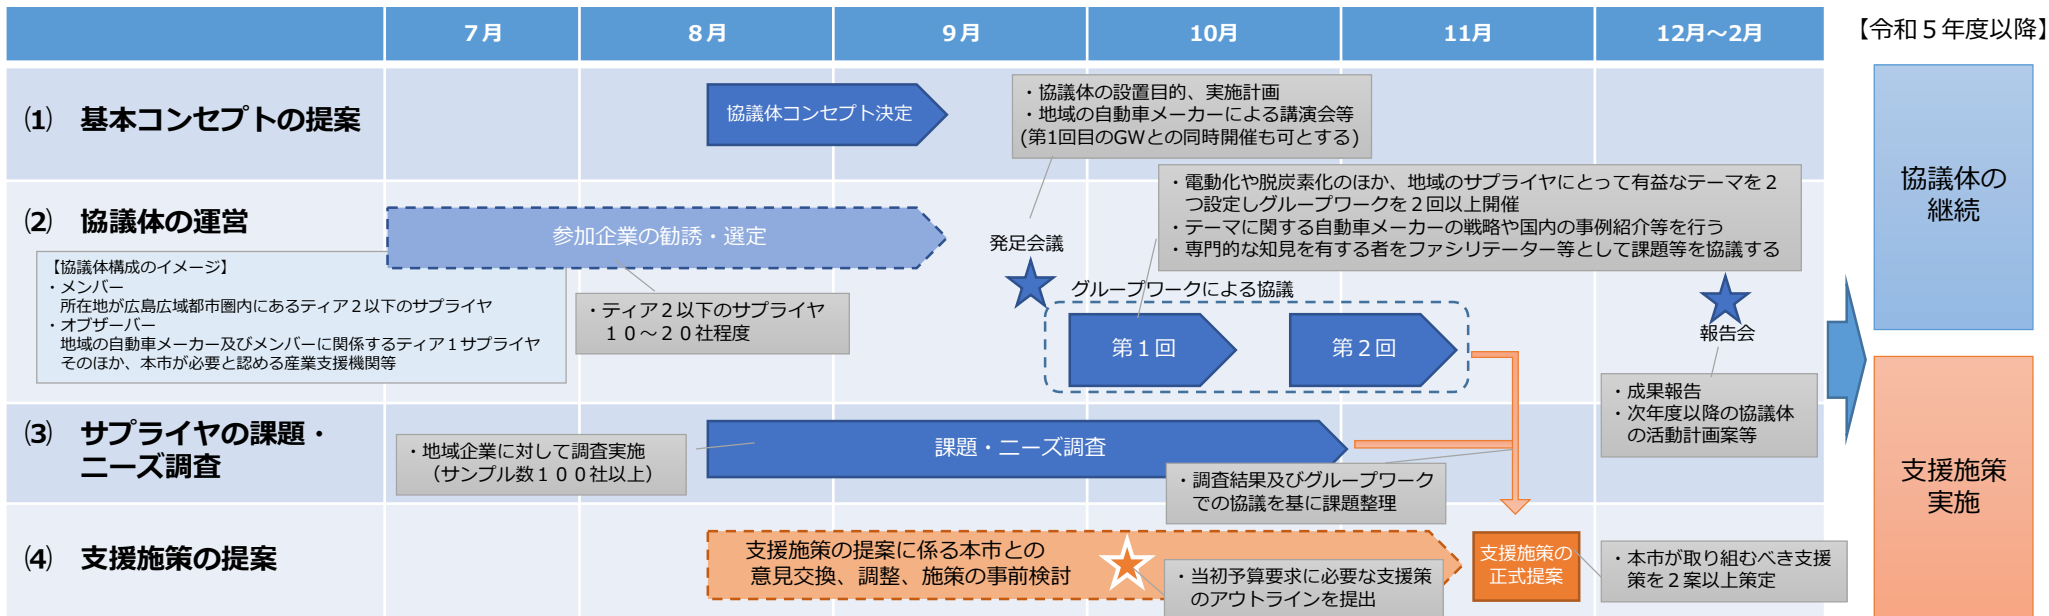 7月
8月
9月
10月
11月
12月～2月
【令和５年度以降】
⑴　基本コンセプトの提案
協議体コンセプト決定
・協議体の設置目的、実施計画
・地域の自動車メーカーによる講演会等
(第1回目のGWとの同時開催も可とする)
⑵　協議体の運営
参加企業の勧誘・選定
【協議体構成のイメージ】
・メンバー
所在地が広島広域都市圏内にあるティア２以下のサプライヤ
・オブザーバー
地域の自動車メーカー及びメンバーに関係するティア１サプライヤ
そのほか、本市が必要と認める産業支援機関等
・ティア２以下のサプライヤ
１０～２０社程度
発足会議
・電動化や脱炭素化のほか、地域のサプライヤにとって有益なテーマを２
つ設定しグループワークを２回以上開催
・テーマに関する自動車メーカーの戦略や国内の事例紹介等を行う
・専門的な知見を有する者をファシリテーター等として課題等を協議する
グループワークによる協議
第１回
第２回
報告会
・成果報告
・次年度以降の協議体
の活動計画案等
⑶　サプライヤの課題・
ニーズ調査
・地域企業に対して調査実施
（サンプル数１００社以上）
課題・ニーズ調査
・調査結果及びグループワーク
での協議を基に課題整理
⑷　支援施策の提案
支援施策の提案に係る本市との
意見交換、調整、施策の事前検討
・当初予算要求に必要な支援策
のアウトラインを提出
支援施策の
正式提案
・本市が取り組むべき支援
策を２案以上策定
協議体の
継続
支援施策
実施